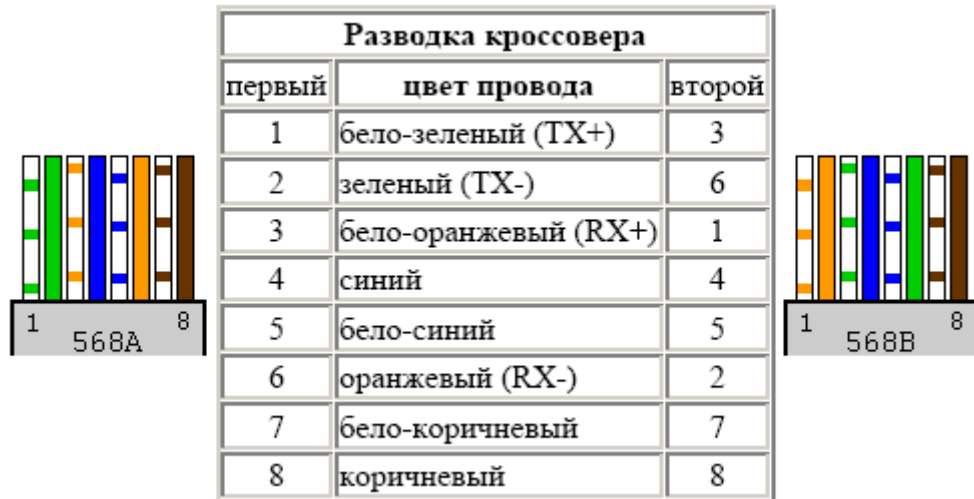 Разводка кроссовера
первый цвет провода второй
1 бело-зеленый (TX+) 3
2 зеленый (TX-) 6
3 бело-оранжевый (RX+) 1
4 синий 4
5 бело-синий 5
6 оранжевый (RX-) 2
7 бело-коричневый 7
8 коричневый 8
1 8
568A
1 8
568B